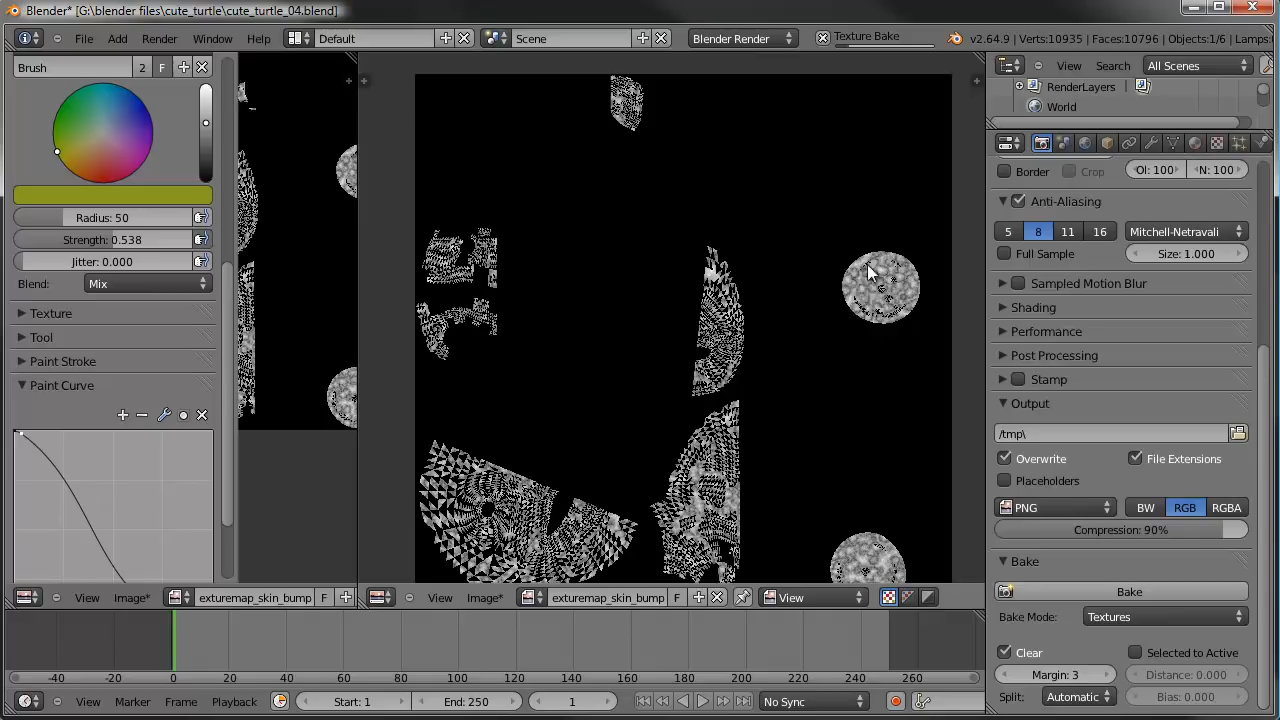 Blender* [G:\blender files\cute_turtle\cute_turtle_04.blend]
File Add Render Window Help Default Scene Blender Render Texture Bake v2.64.9 | Verts:10935 | Faces:10796 | Objects:1/6 | Lamps:
Brush 2 F
View Search All Scenes
RenderLayers
World
Border Crop Ol: 100 N: 100
Anti-Aliasing
5 8 11 16 Mitchell-Netravali
Full Sample Size: 1.000
Sampled Motion Blur
Shading
Performance
Post Processing
Stamp
Output
/tmp\
Overwrite File Extensions
Placeholders
PNG BW RGB RGBA
Compression: 90%
Bake
Bake
Bake Mode: Textures
Clear Selected to Active
Margin: 3 Distance: 0.000
Split: Automatic Bias: 0.000
Radius: 50
Strength: 0.538
Jitter: 0.000
Blend: Mix
Texture
Tool
Paint Stroke
Paint Curve
View Image* exturemap_skin_bump F View Image* exturemap_skin_bump F View
-40 -20 0 20 40 60 80 100 120 140 160 180 200 220 240 260
View Marker Frame Playback Start: 1 End: 250 1 No Sync